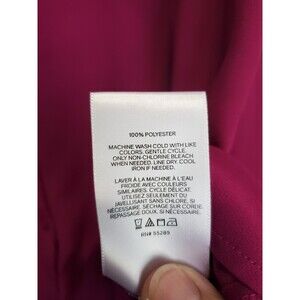 100% POLYESTER
MACHINE WASH COLD WITH LIKE
COLORS. GENTLE CYCLE.
ONLY NON-CHLORINE BLEACH
WHEN NEEDED. LINE DRY. COOL
IRON IF NEEDED.
LAVER À LA MACHINE À L'EAU
FROIDE AVEC COULEURS
SIMILAIRES. CYCLE DÉLICAT.
UTILISEZ SEULEMENT DU
JAVELLISANT SANS CHLORE, SI
NÉCESSAIRE. SÉCHAGE SUR CORDE.
REPASSAGE DOUX, SI NÉCESSAIRE.
RN# 55285